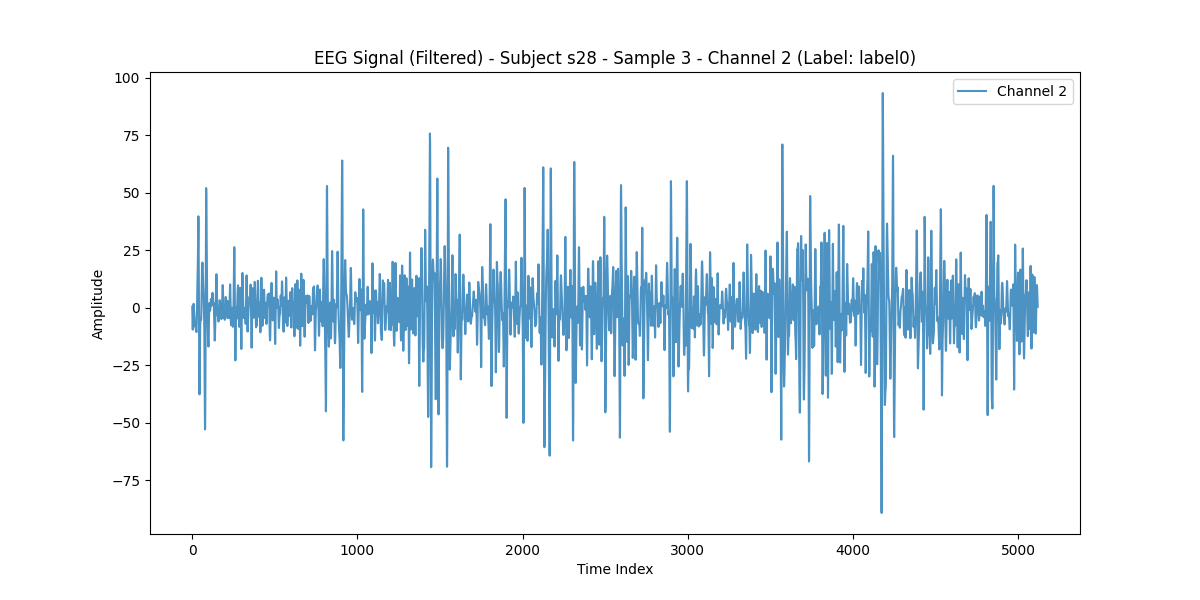 EEG Signal (Filtered) - Subject s28 - Sample 3 - Channel 2 (Label: label0)
Channel 2
100
75
50
25
0
−25
−50
−75
Amplitude
0 1000 2000 3000 4000 5000
Time Index